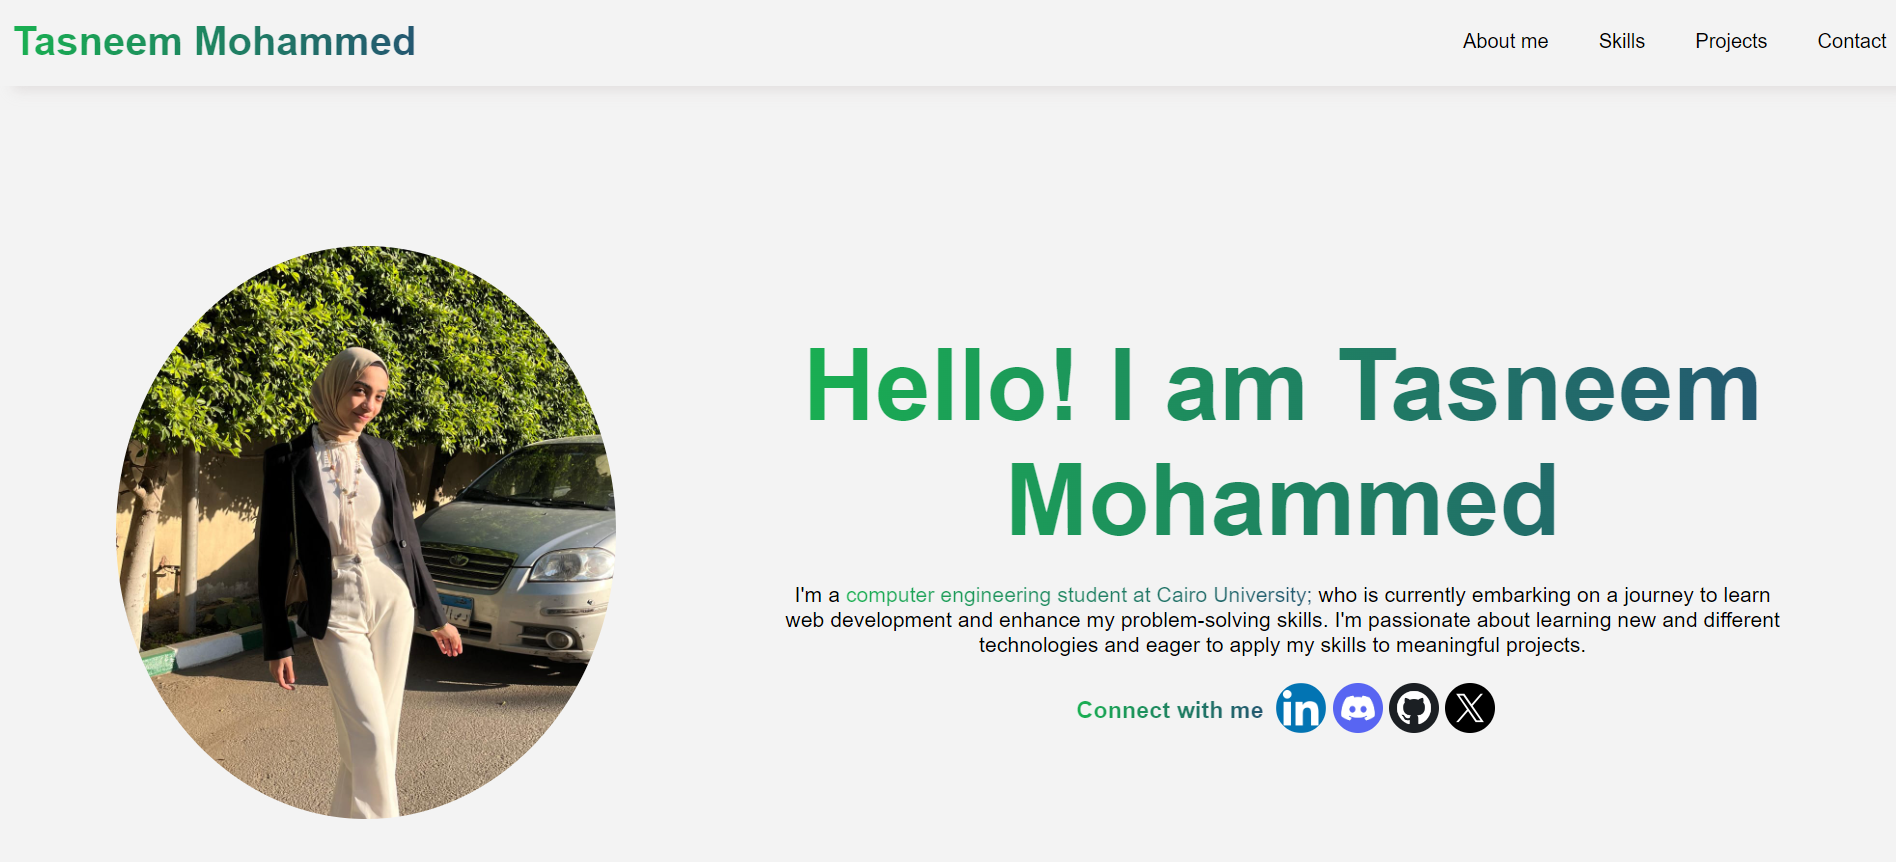 Tasneem Mohammed
About me
Skills
Projects
Contact
Hello! I am Tasneem
Mohammed
I'm a computer engineering student at Cairo University; who is currently embarking on a journey to learn
web development and enhance my problem-solving skills. I'm passionate about learning new and different
technologies and eager to apply my skills to meaningful projects.
Connect with me
in
X